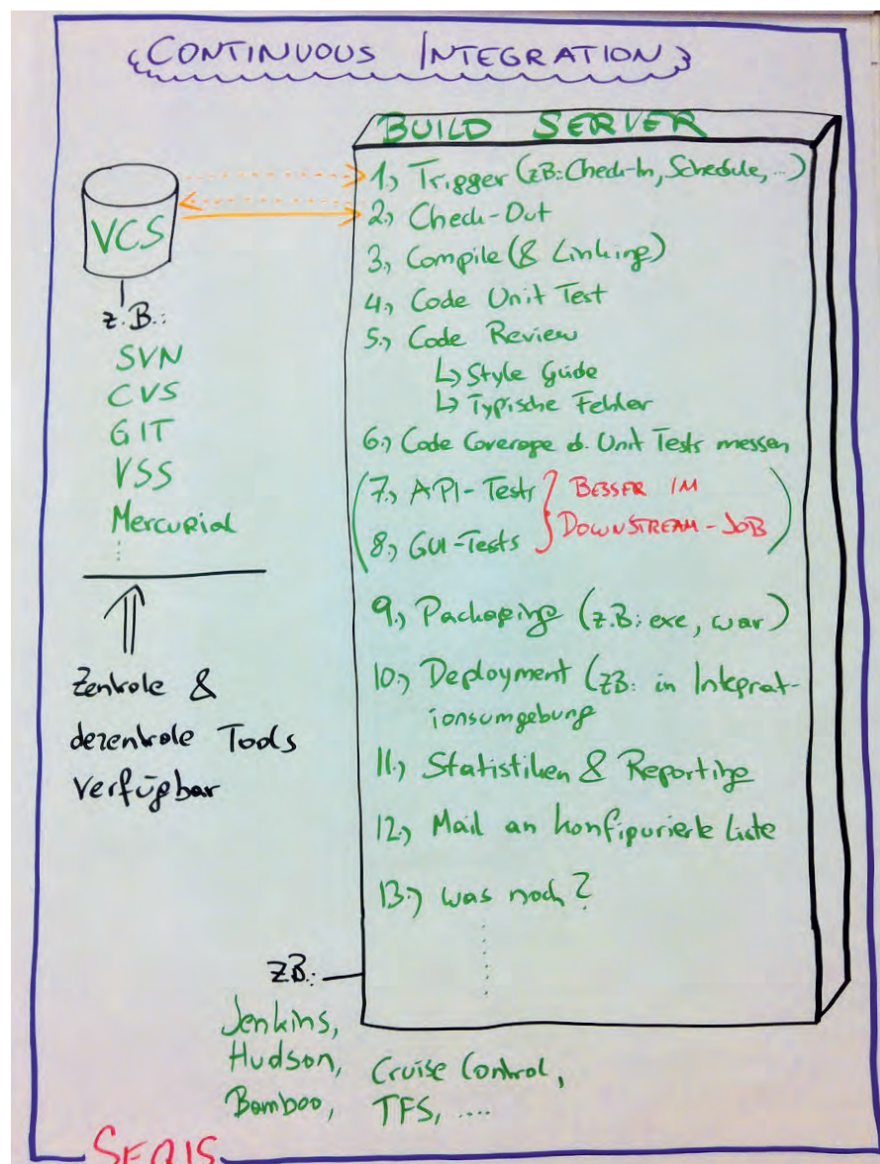 CONTINUOUS INTEGRATION
BUILD SERVER
VCS
z.B.:
SVN
CVS
GIT
VSS
Mercurial
⋮
Zentrale &
dezentrale Tools
verfügbar
1.) Trigger (zB: Check-In, Schedule, ...)
2.) Check-Out
3.) Compile (& Linking)
4.) Code Unit Test
5.) Code Review
↳ Style Guide
↳ Typische Fehler
6.) Code Coverage d. Unit Tests messen
(7.) API-Tests } BESSER IM
8.) GUI-Tests } DOWNSTREAM-JOB)
9.) Packaging (z.B: exe, war)
10.) Deployment (zB: in Integrat-
ionsumgebung
11.) Statistiken & Reporting
12.) Mail an konfigurierte Liste
13.) was noch?
⋮
zB.:
Jenkins,
Hudson, Cruise Control,
Bamboo, TFS, ....
SEQIS